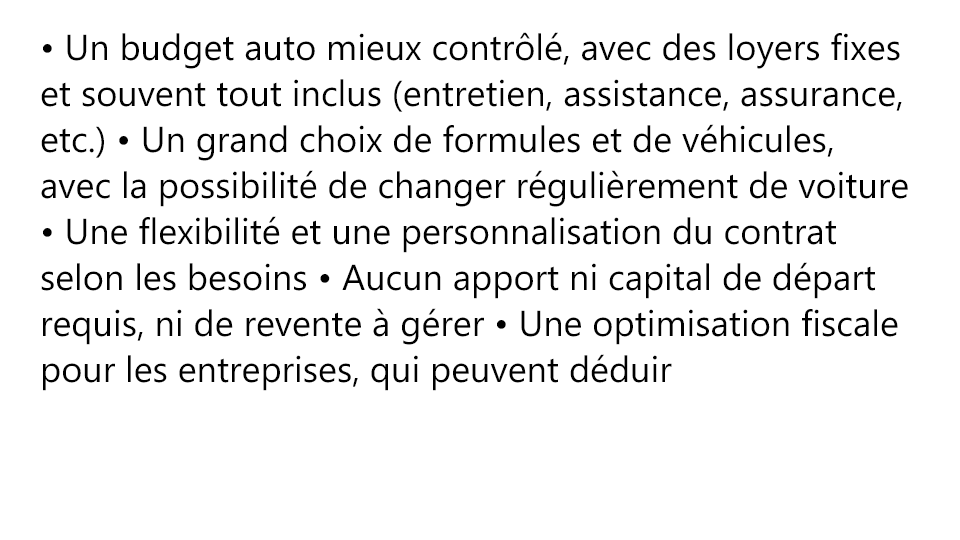 • Un budget auto mieux contrôlé, avec des loyers fixes
et souvent tout inclus (entretien, assistance, assurance,
etc.) • Un grand choix de formules et de véhicules,
avec la possibilité de changer régulièrement de voiture
• Une flexibilité et une personnalisation du contrat
selon les besoins • Aucun apport ni capital de départ
requis, ni de revente à gérer • Une optimisation fiscale
pour les entreprises, qui peuvent déduir